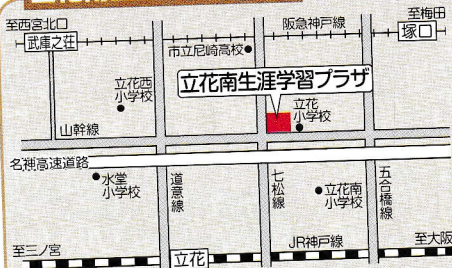 至西宮北口
阪急神戸線
至梅田
武庫之荘
塚口
市立尼崎高校
立花南生涯学習プラザ
立花西
小学校
立花
小学校
山幹線
名神高速道路
水堂
小学校
道意線
七松線
立花南
小学校
五合橋線
至三ノ宮
立花
JR神戸線
至大阪